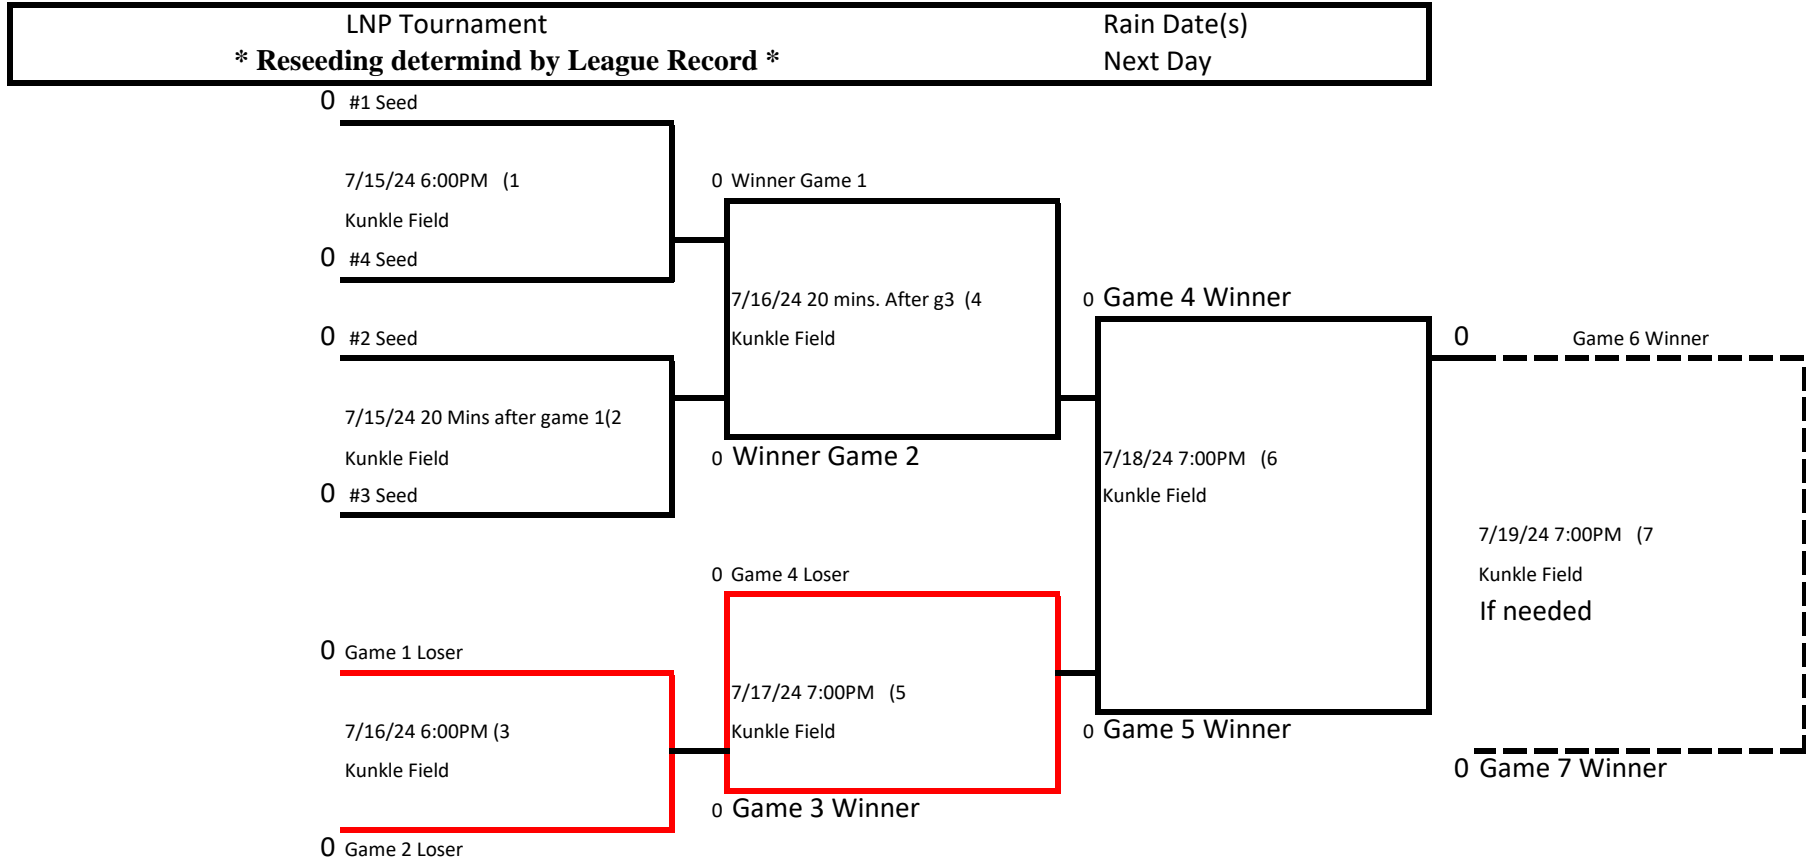 LNP Tournament Rain Date(s)
* Reseeding determind by League Record * Next Day
0 #1 Seed
7/15/24 6:00PM (1
0 Winner Game 1
Kunkle Field
0 #4 Seed
7/16/24 20 mins. After g3 (4
0 Game 4 Winner
0 #2 Seed
Kunkle Field
0 Game 6 Winner
7/15/24 20 Mins after game 1(2
Kunkle Field
0 Winner Game 2
7/18/24 7:00PM (6
0 #3 Seed
Kunkle Field
7/19/24 7:00PM (7
0 Game 4 Loser
Kunkle Field
If needed
0 Game 1 Loser
7/17/24 7:00PM (5
7/16/24 6:00PM (3
Kunkle Field
0 Game 5 Winner
Kunkle Field
0 Game 7 Winner
0 Game 3 Winner
0 Game 2 Loser